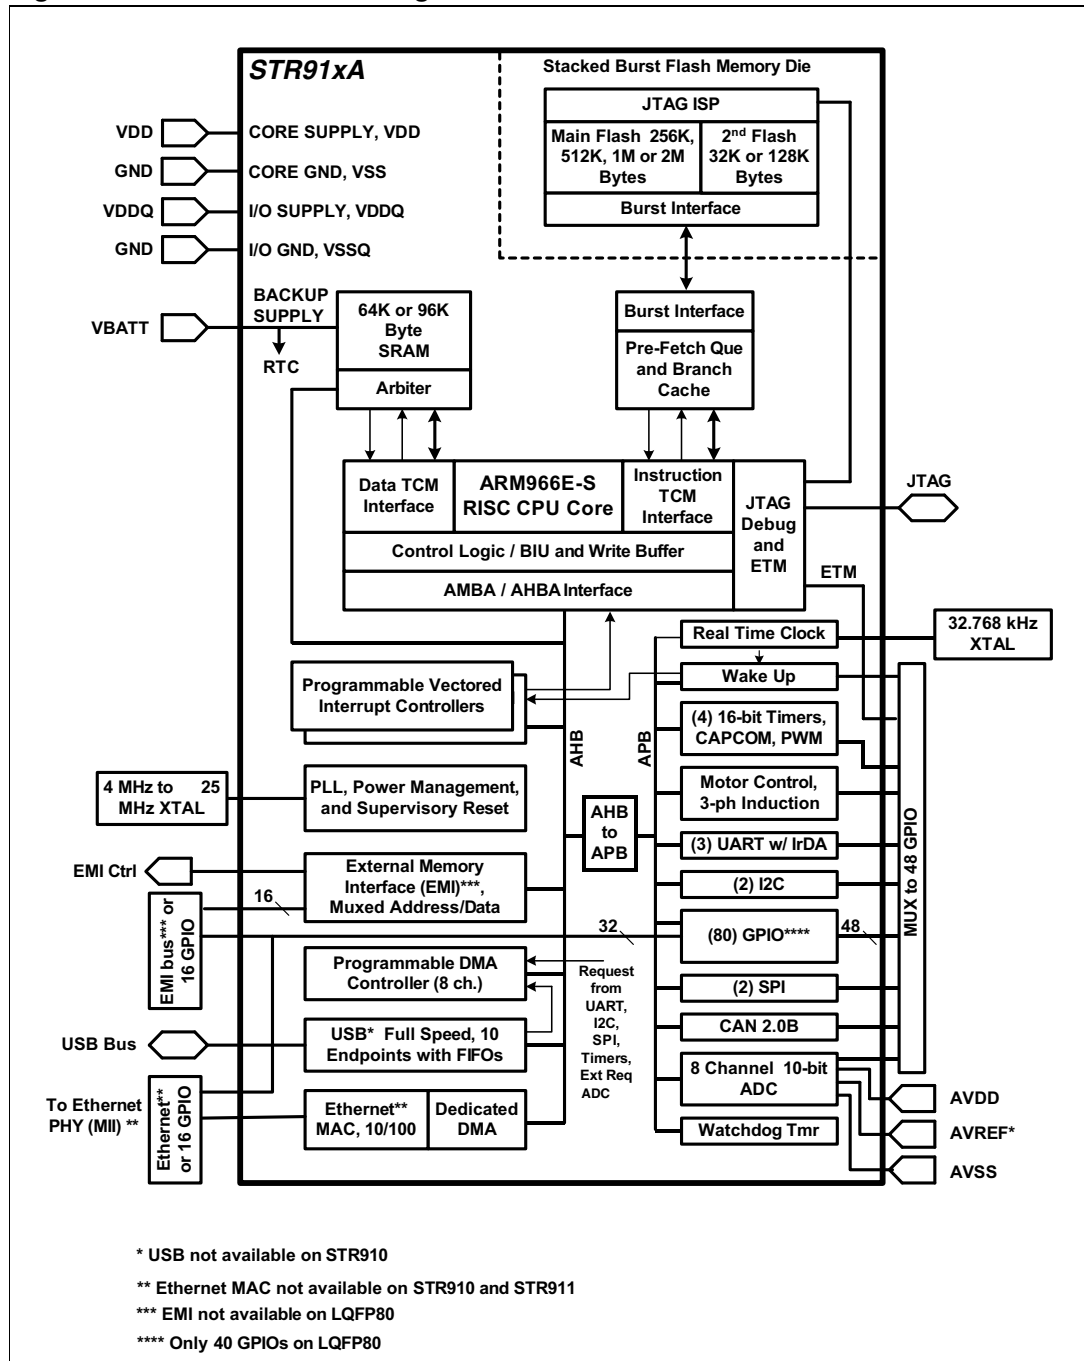 STR91xA
Stacked Burst Flash Memory Die
JTAG ISP
Main Flash 256K,
512K, 1M or 2M
Bytes
2nd Flash
32K or 128K
Bytes
Burst Interface
VDD
CORE SUPPLY, VDD
GND
CORE GND, VSS
VDDQ
I/O SUPPLY, VDDQ
GND
I/O GND, VSSQ
VBATT
BACKUP
SUPPLY
RTC
64K or 96K
Byte
SRAM
Arbiter
Burst Interface
Pre-Fetch Que
and Branch
Cache
Data TCM
Interface
ARM966E-S
RISC CPU Core
Instruction
TCM
Interface
JTAG
Debug
and
ETM
JTAG
Control Logic / BIU and Write Buffer
AMBA / AHBA Interface
ETM
Real Time Clock
32.768 kHz
XTAL
Wake Up
Programmable Vectored
Interrupt Controllers
AHB
APB
(4) 16-bit Timers,
CAPCOM, PWM
4 MHz to 25
MHz XTAL
PLL, Power Management,
and Supervisory Reset
Motor Control,
3-ph Induction
AHB
to
APB
(3) UART w/ IrDA
MUX to 48 GPIO
EMI Ctrl
External Memory
Interface (EMI)***,
Muxed Address/Data
(2) I2C
16
EMI bus*** or
16 GPIO
32
(80) GPIO****
48
Programmable DMA
Controller (8 ch.)
Request
from
UART,
I2C,
SPI,
Timers,
Ext Req
ADC
(2) SPI
USB Bus
USB* Full Speed, 10
Endpoints with FIFOs
CAN 2.0B
8 Channel 10-bit
ADC
To Ethernet
PHY (MII) **
Ethernet**
or 16 GPIO
Ethernet**
MAC, 10/100
Dedicated
DMA
Watchdog Tmr
AVDD
AVREF*
AVSS
* USB not available on STR910
** Ethernet MAC not available on STR910 and STR911
*** EMI not available on LQFP80
**** Only 40 GPIOs on LQFP80